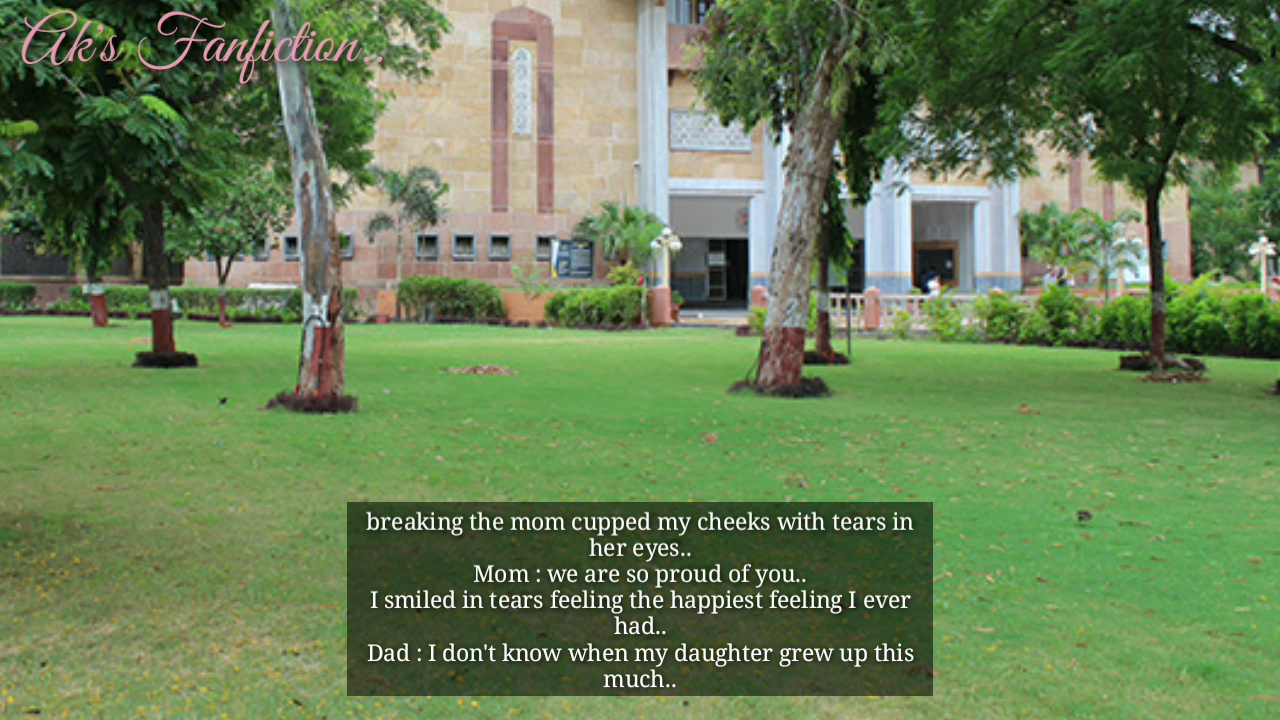 Ak's Fanfiction..
breaking the mom cupped my cheeks with tears in
her eyes..
Mom : we are so proud of you..
I smiled in tears feeling the happiest feeling I ever
had..
Dad : I don't know when my daughter grew up this
much..